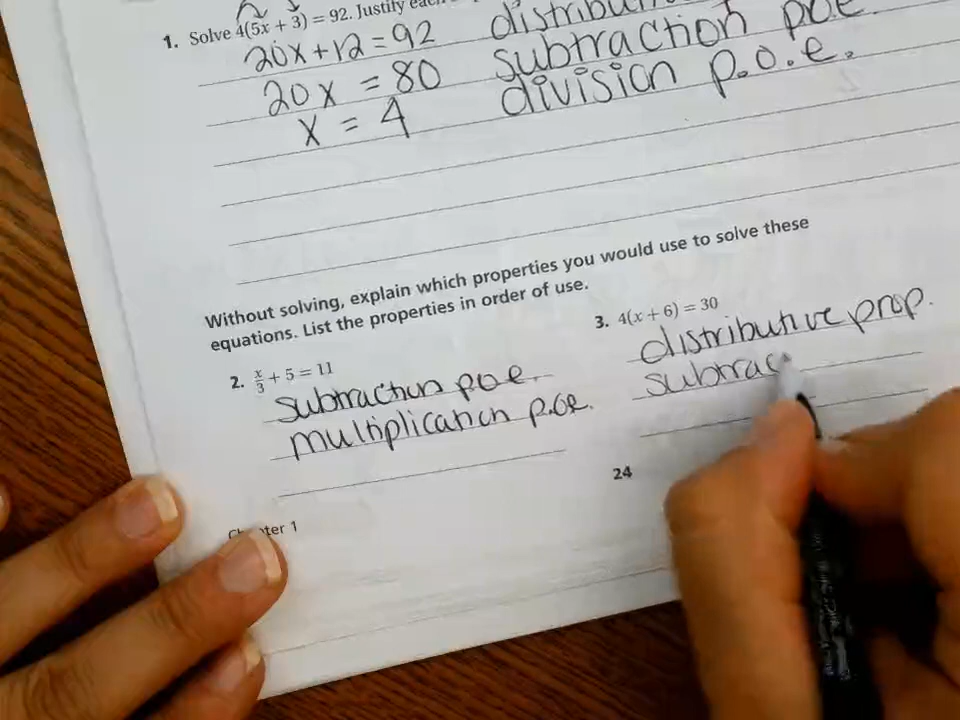 1. Solve 4(5x + 3) = 92. Justify each
20x+12=92
subtraction p.o.e.
20x = 80
division p.o.e.
x = 4
Without solving, explain which properties you would use to solve these
equations. List the properties in order of use.
2. x/3 + 5 = 11
subtraction p.o.e.
multiplication p.o.e.
3. 4(x + 6) = 30
distributive prop.
subtrac
24
Chapter 1